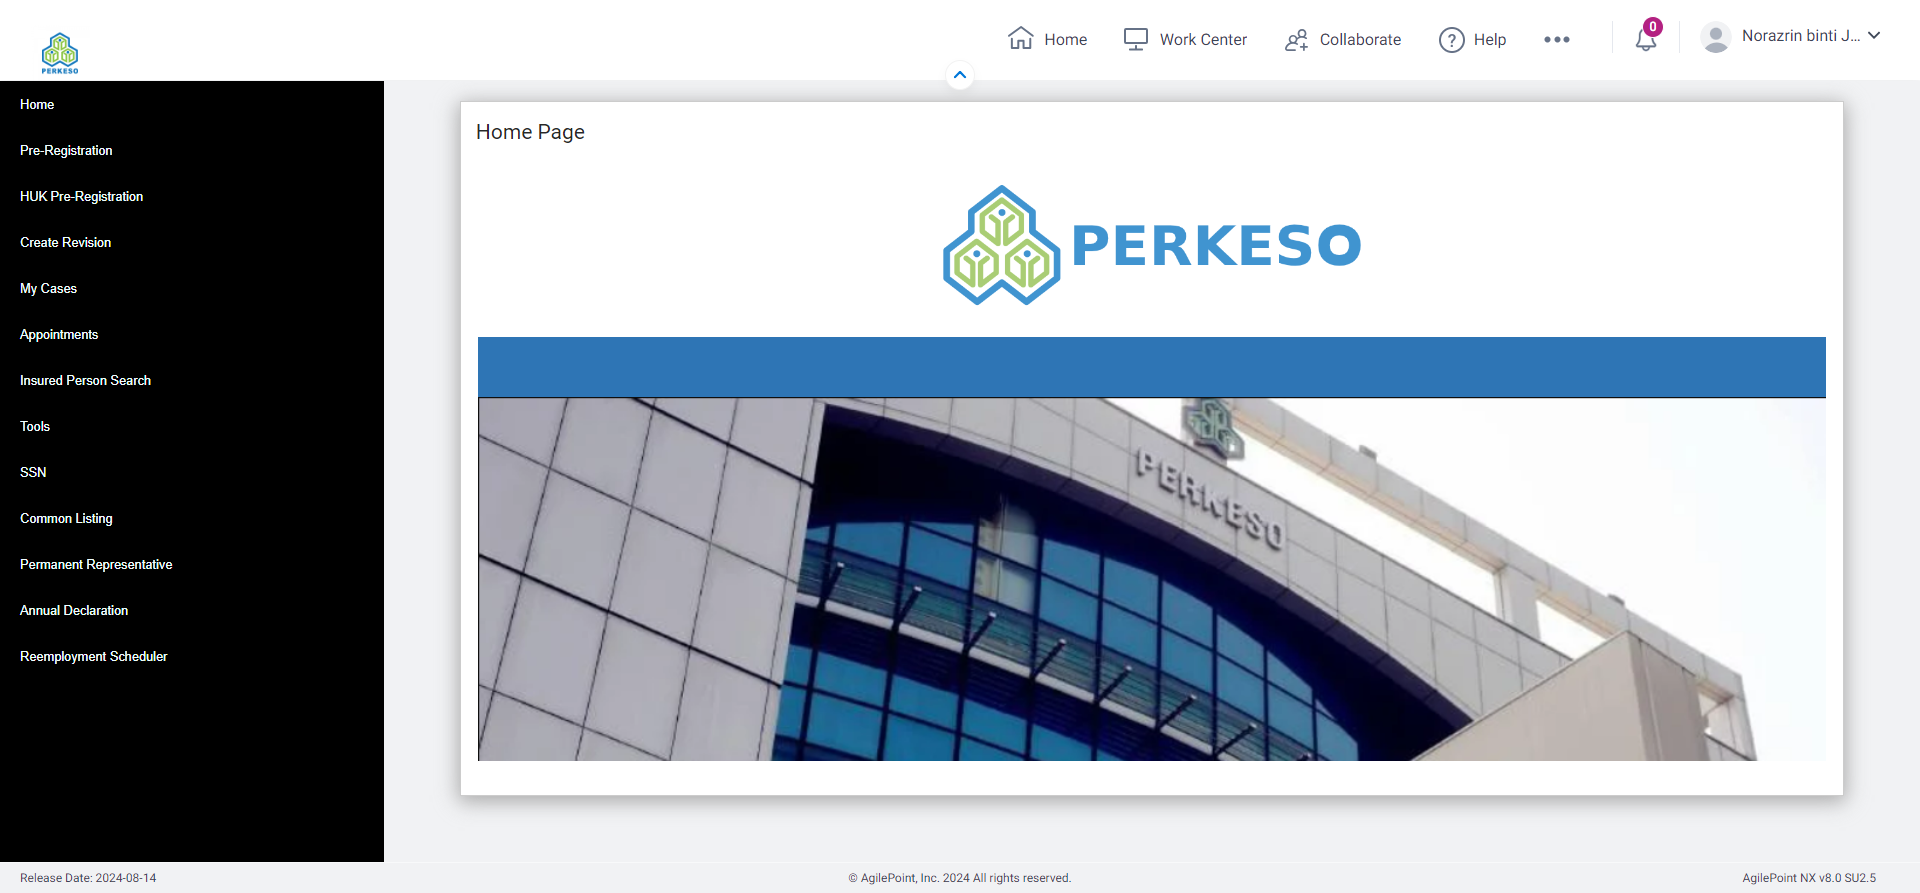 PERKESO
Home
Work Center
Collaborate
Help
0
Norazrin binti J...
Home
Pre-Registration
HUK Pre-Registration
Create Revision
My Cases
Appointments
Insured Person Search
Tools
SSN
Common Listing
Permanent Representative
Annual Declaration
Reemployment Scheduler
Home Page
PERKESO
PERKESO
Release Date: 2024-08-14
© AgilePoint, Inc. 2024 All rights reserved.
AgilePoint NX v8.0 SU2.5